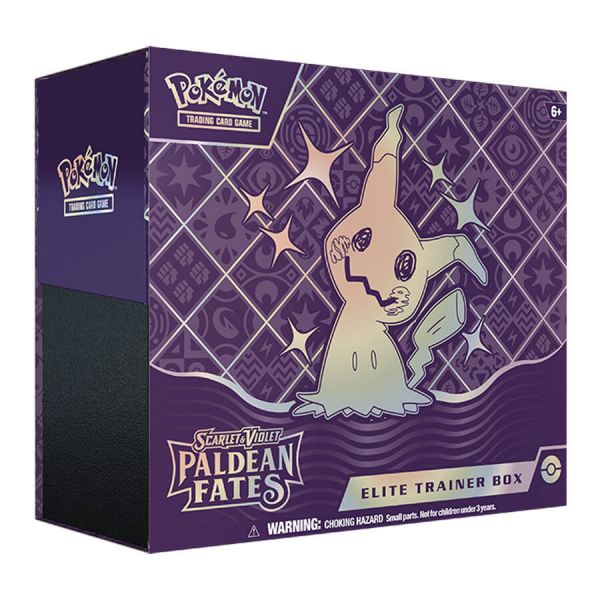 Pokémon
TRADING CARD GAME
Pokémon
TRADING CARD GAME
6+
SCARLET & VIOLET
PALDEAN
FATES
ELITE TRAINER BOX
WARNING: CHOKING HAZARD Small parts. Not for children under 3 years.